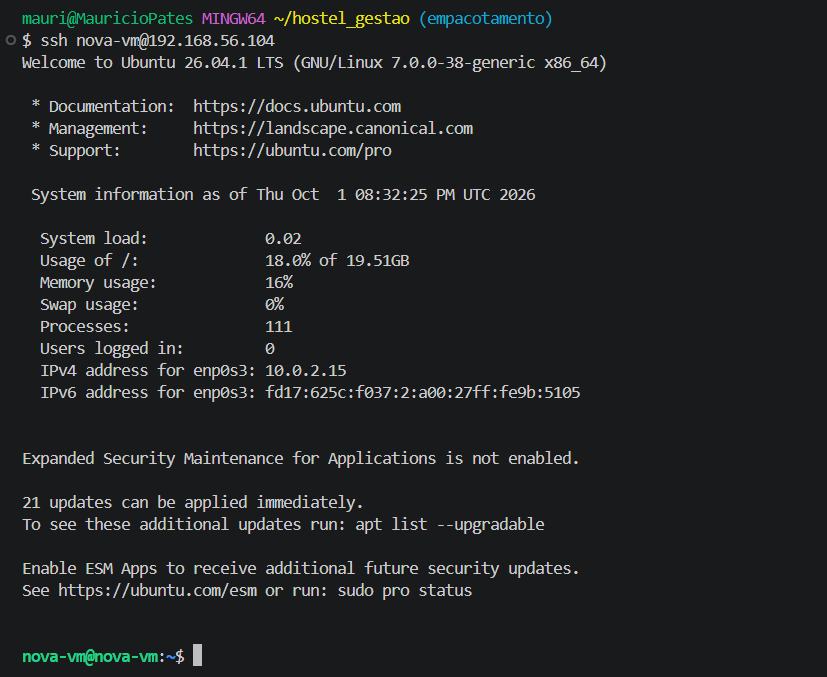 mauri@MauricioPates MINGW64 ~/hostel_gestao (empacotamento)
$ ssh nova-vm@192.168.56.104
Welcome to Ubuntu 26.04.1 LTS (GNU/Linux 7.0.0-38-generic x86_64)
* Documentation:  https://docs.ubuntu.com
* Management:     https://landscape.canonical.com
* Support:        https://ubuntu.com/pro
System information as of Thu Oct  1 08:32:25 PM UTC 2026
System load:             0.02
Usage of /:              18.0% of 19.51GB
Memory usage:            16%
Swap usage:              0%
Processes:               111
Users logged in:         0
IPv4 address for enp0s3: 10.0.2.15
IPv6 address for enp0s3: fd17:625c:f037:2:a00:27ff:fe9b:5105
Expanded Security Maintenance for Applications is not enabled.
21 updates can be applied immediately.
To see these additional updates run: apt list --upgradable
Enable ESM Apps to receive additional future security updates.
See https://ubuntu.com/esm or run: sudo pro status
nova-vm@nova-vm:~$